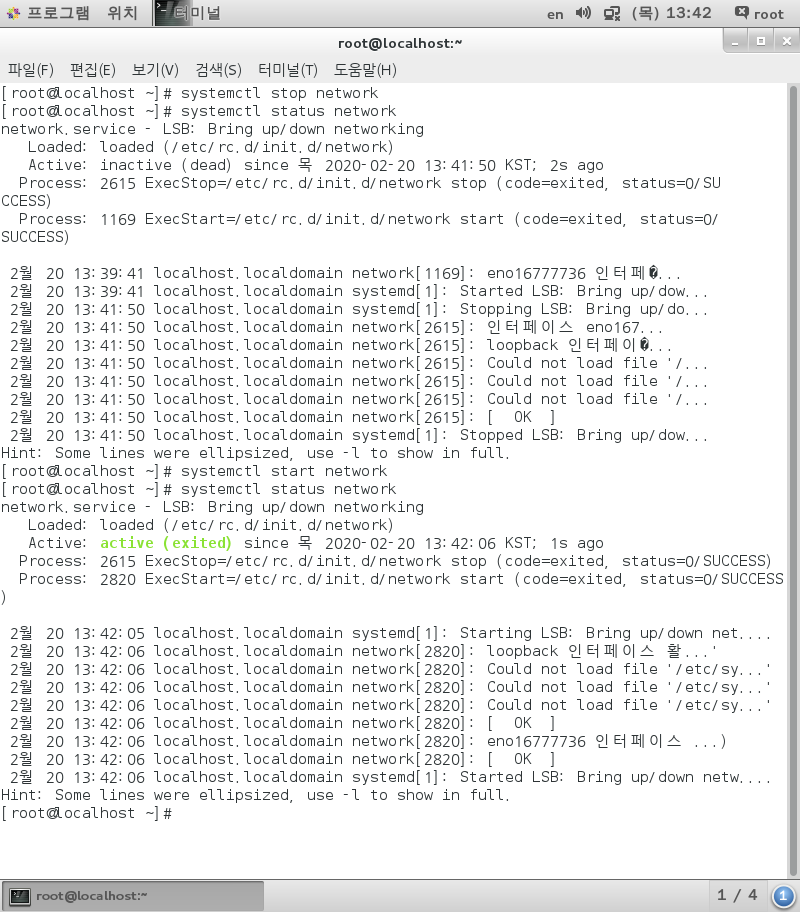 프로그램 위치 터미널 en (목) 13:42 root
root@localhost:~
파일(F) 편집(E) 보기(V) 검색(S) 터미널(T) 도움말(H)
[root@localhost ~]# systemctl stop network
[root@localhost ~]# systemctl status network
network.service - LSB: Bring up/down networking
   Loaded: loaded (/etc/rc.d/init.d/network)
   Active: inactive (dead) since 목 2020-02-20 13:41:50 KST; 2s ago
  Process: 2615 ExecStop=/etc/rc.d/init.d/network stop (code=exited, status=0/SU
CCESS)
  Process: 1169 ExecStart=/etc/rc.d/init.d/network start (code=exited, status=0/
SUCCESS)
 2월 20 13:39:41 localhost.localdomain network[1169]: eno16777736 인터페�...
 2월 20 13:39:41 localhost.localdomain systemd[1]: Started LSB: Bring up/dow...
 2월 20 13:41:50 localhost.localdomain systemd[1]: Stopping LSB: Bring up/do...
 2월 20 13:41:50 localhost.localdomain network[2615]: 인터페이스 eno167...
 2월 20 13:41:50 localhost.localdomain network[2615]: loopback 인터페이�...
 2월 20 13:41:50 localhost.localdomain network[2615]: Could not load file '/...
 2월 20 13:41:50 localhost.localdomain network[2615]: Could not load file '/...
 2월 20 13:41:50 localhost.localdomain network[2615]: Could not load file '/...
 2월 20 13:41:50 localhost.localdomain network[2615]: [  OK  ]
 2월 20 13:41:50 localhost.localdomain systemd[1]: Stopped LSB: Bring up/dow...
Hint: Some lines were ellipsized, use -l to show in full.
[root@localhost ~]# systemctl start network
[root@localhost ~]# systemctl status network
network.service - LSB: Bring up/down networking
   Loaded: loaded (/etc/rc.d/init.d/network)
   Active: active (exited) since 목 2020-02-20 13:42:06 KST; 1s ago
  Process: 2615 ExecStop=/etc/rc.d/init.d/network stop (code=exited, status=0/SUCCESS)
  Process: 2820 ExecStart=/etc/rc.d/init.d/network start (code=exited, status=0/SUCCESS
)
 2월 20 13:42:05 localhost.localdomain systemd[1]: Starting LSB: Bring up/down net....
 2월 20 13:42:06 localhost.localdomain network[2820]: loopback 인터페이스 활...'
 2월 20 13:42:06 localhost.localdomain network[2820]: Could not load file '/etc/sy...'
 2월 20 13:42:06 localhost.localdomain network[2820]: Could not load file '/etc/sy...'
 2월 20 13:42:06 localhost.localdomain network[2820]: Could not load file '/etc/sy...'
 2월 20 13:42:06 localhost.localdomain network[2820]: [  OK  ]
 2월 20 13:42:06 localhost.localdomain network[2820]: eno16777736 인터페이스 ...)
 2월 20 13:42:06 localhost.localdomain network[2820]: [  OK  ]
 2월 20 13:42:06 localhost.localdomain systemd[1]: Started LSB: Bring up/down netw....
Hint: Some lines were ellipsized, use -l to show in full.
[root@localhost ~]#
root@localhost:~ 1 / 4 1